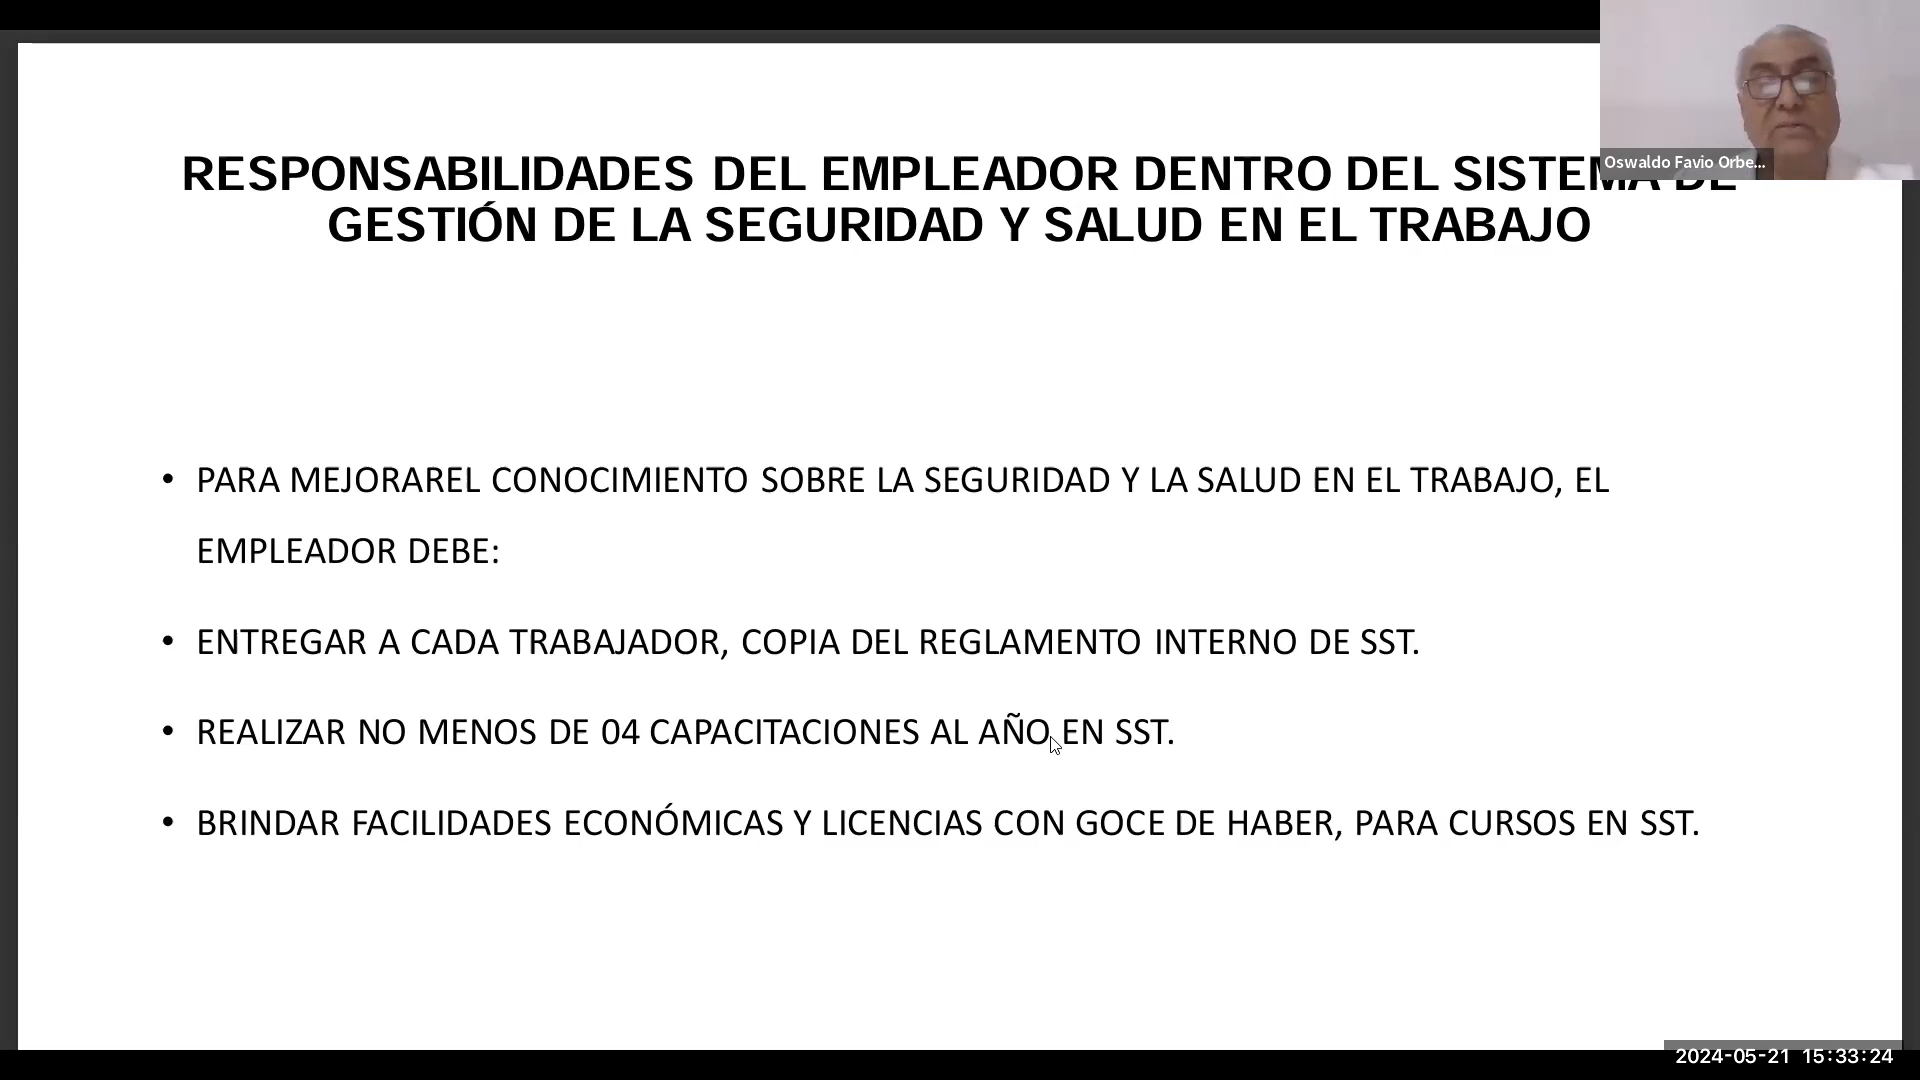 RESPONSABILIDADES DEL EMPLEADOR DENTRO DEL SISTEMA DE
GESTIÓN DE LA SEGURIDAD Y SALUD EN EL TRABAJO
Oswaldo Favio Orbe...
• PARA MEJORAREL CONOCIMIENTO SOBRE LA SEGURIDAD Y LA SALUD EN EL TRABAJO, EL
EMPLEADOR DEBE:
• ENTREGAR A CADA TRABAJADOR, COPIA DEL REGLAMENTO INTERNO DE SST.
• REALIZAR NO MENOS DE 04 CAPACITACIONES AL AÑO EN SST.
• BRINDAR FACILIDADES ECONÓMICAS Y LICENCIAS CON GOCE DE HABER, PARA CURSOS EN SST.
2024-05-21 15:33:24